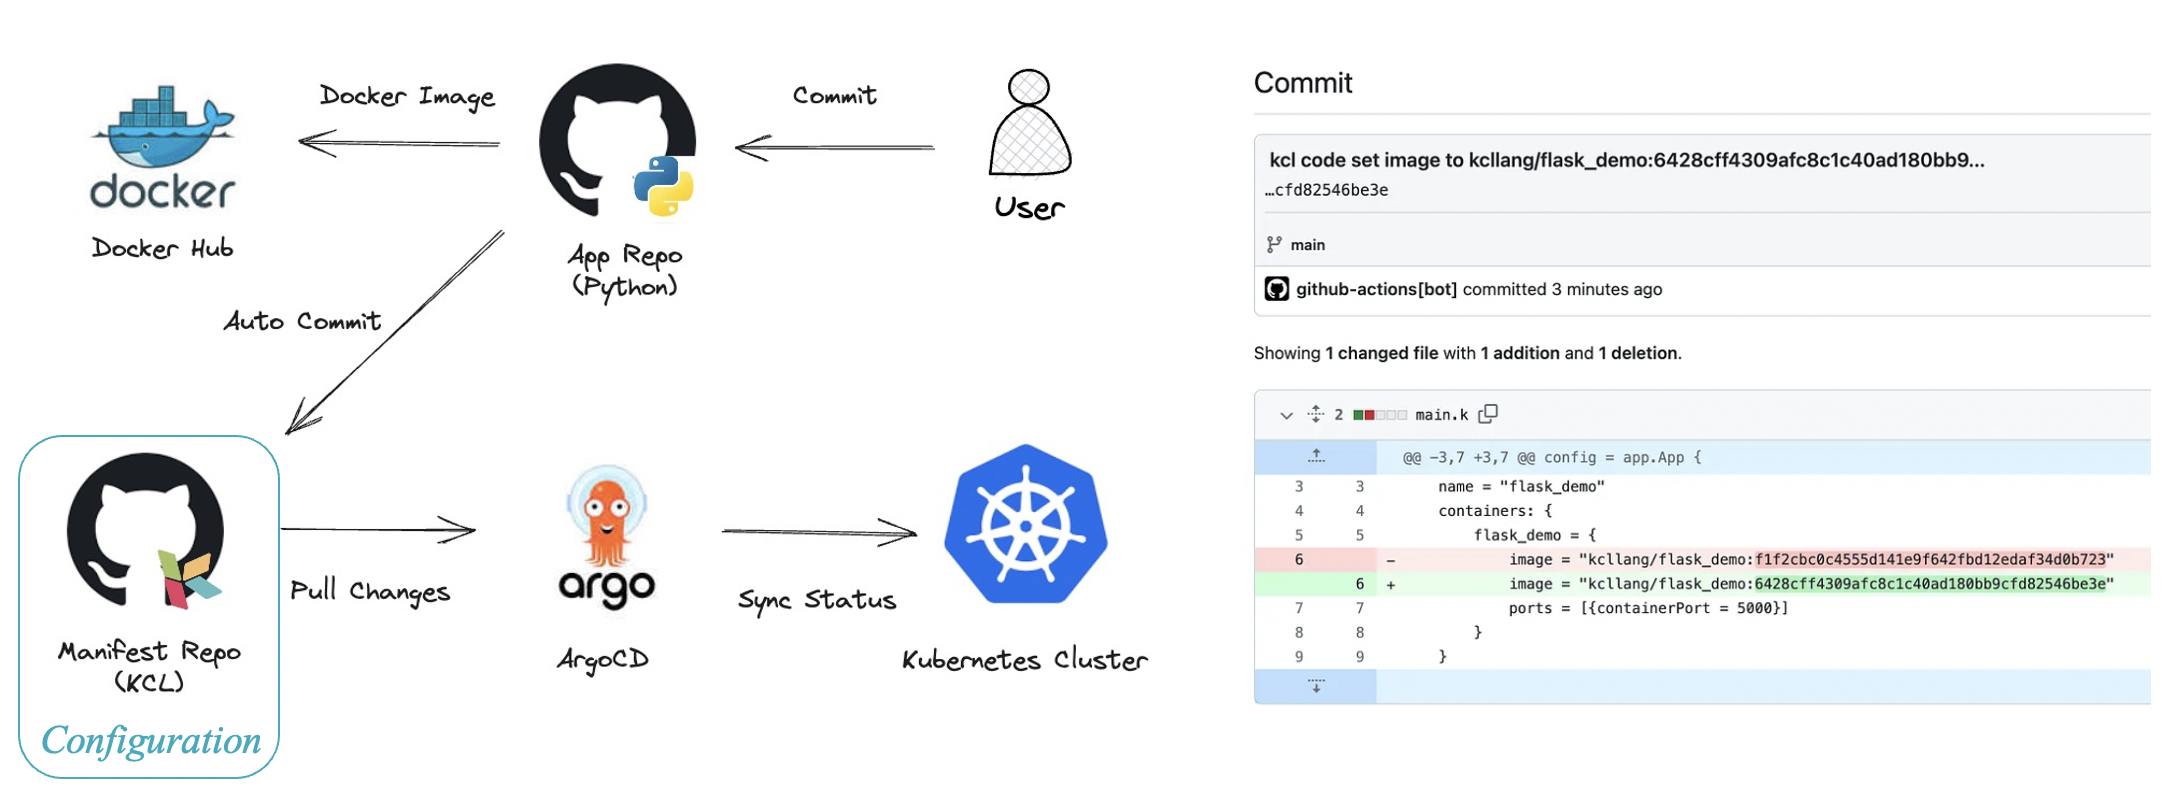 Docker Image
Commit
docker
Docker Hub
App Repo
(Python)
User
Auto Commit
Manifest Repo
(KCL)
Configuration
Pull Changes
argo
ArgoCD
Sync Status
Kubernetes Cluster
Commit
kcl code set image to kcllang/flask_demo:6428cff4309afc8c1c40ad180bb9...
…cfd82546be3e
main
github-actions[bot] committed 3 minutes ago
Showing 1 changed file with 1 addition and 1 deletion.
2 main.k
@@ -3,7 +3,7 @@ config = app.App {
3 3 name = "flask_demo"
4 4 containers: {
5 5 flask_demo = {
6 - image = "kcllang/flask_demo:f1f2cbc0c4555d141e9f642fbd12edaf34d0b723"
6 + image = "kcllang/flask_demo:6428cff4309afc8c1c40ad180bb9cfd82546be3e"
7 7 ports = [{containerPort = 5000}]
8 8 }
9 9 }